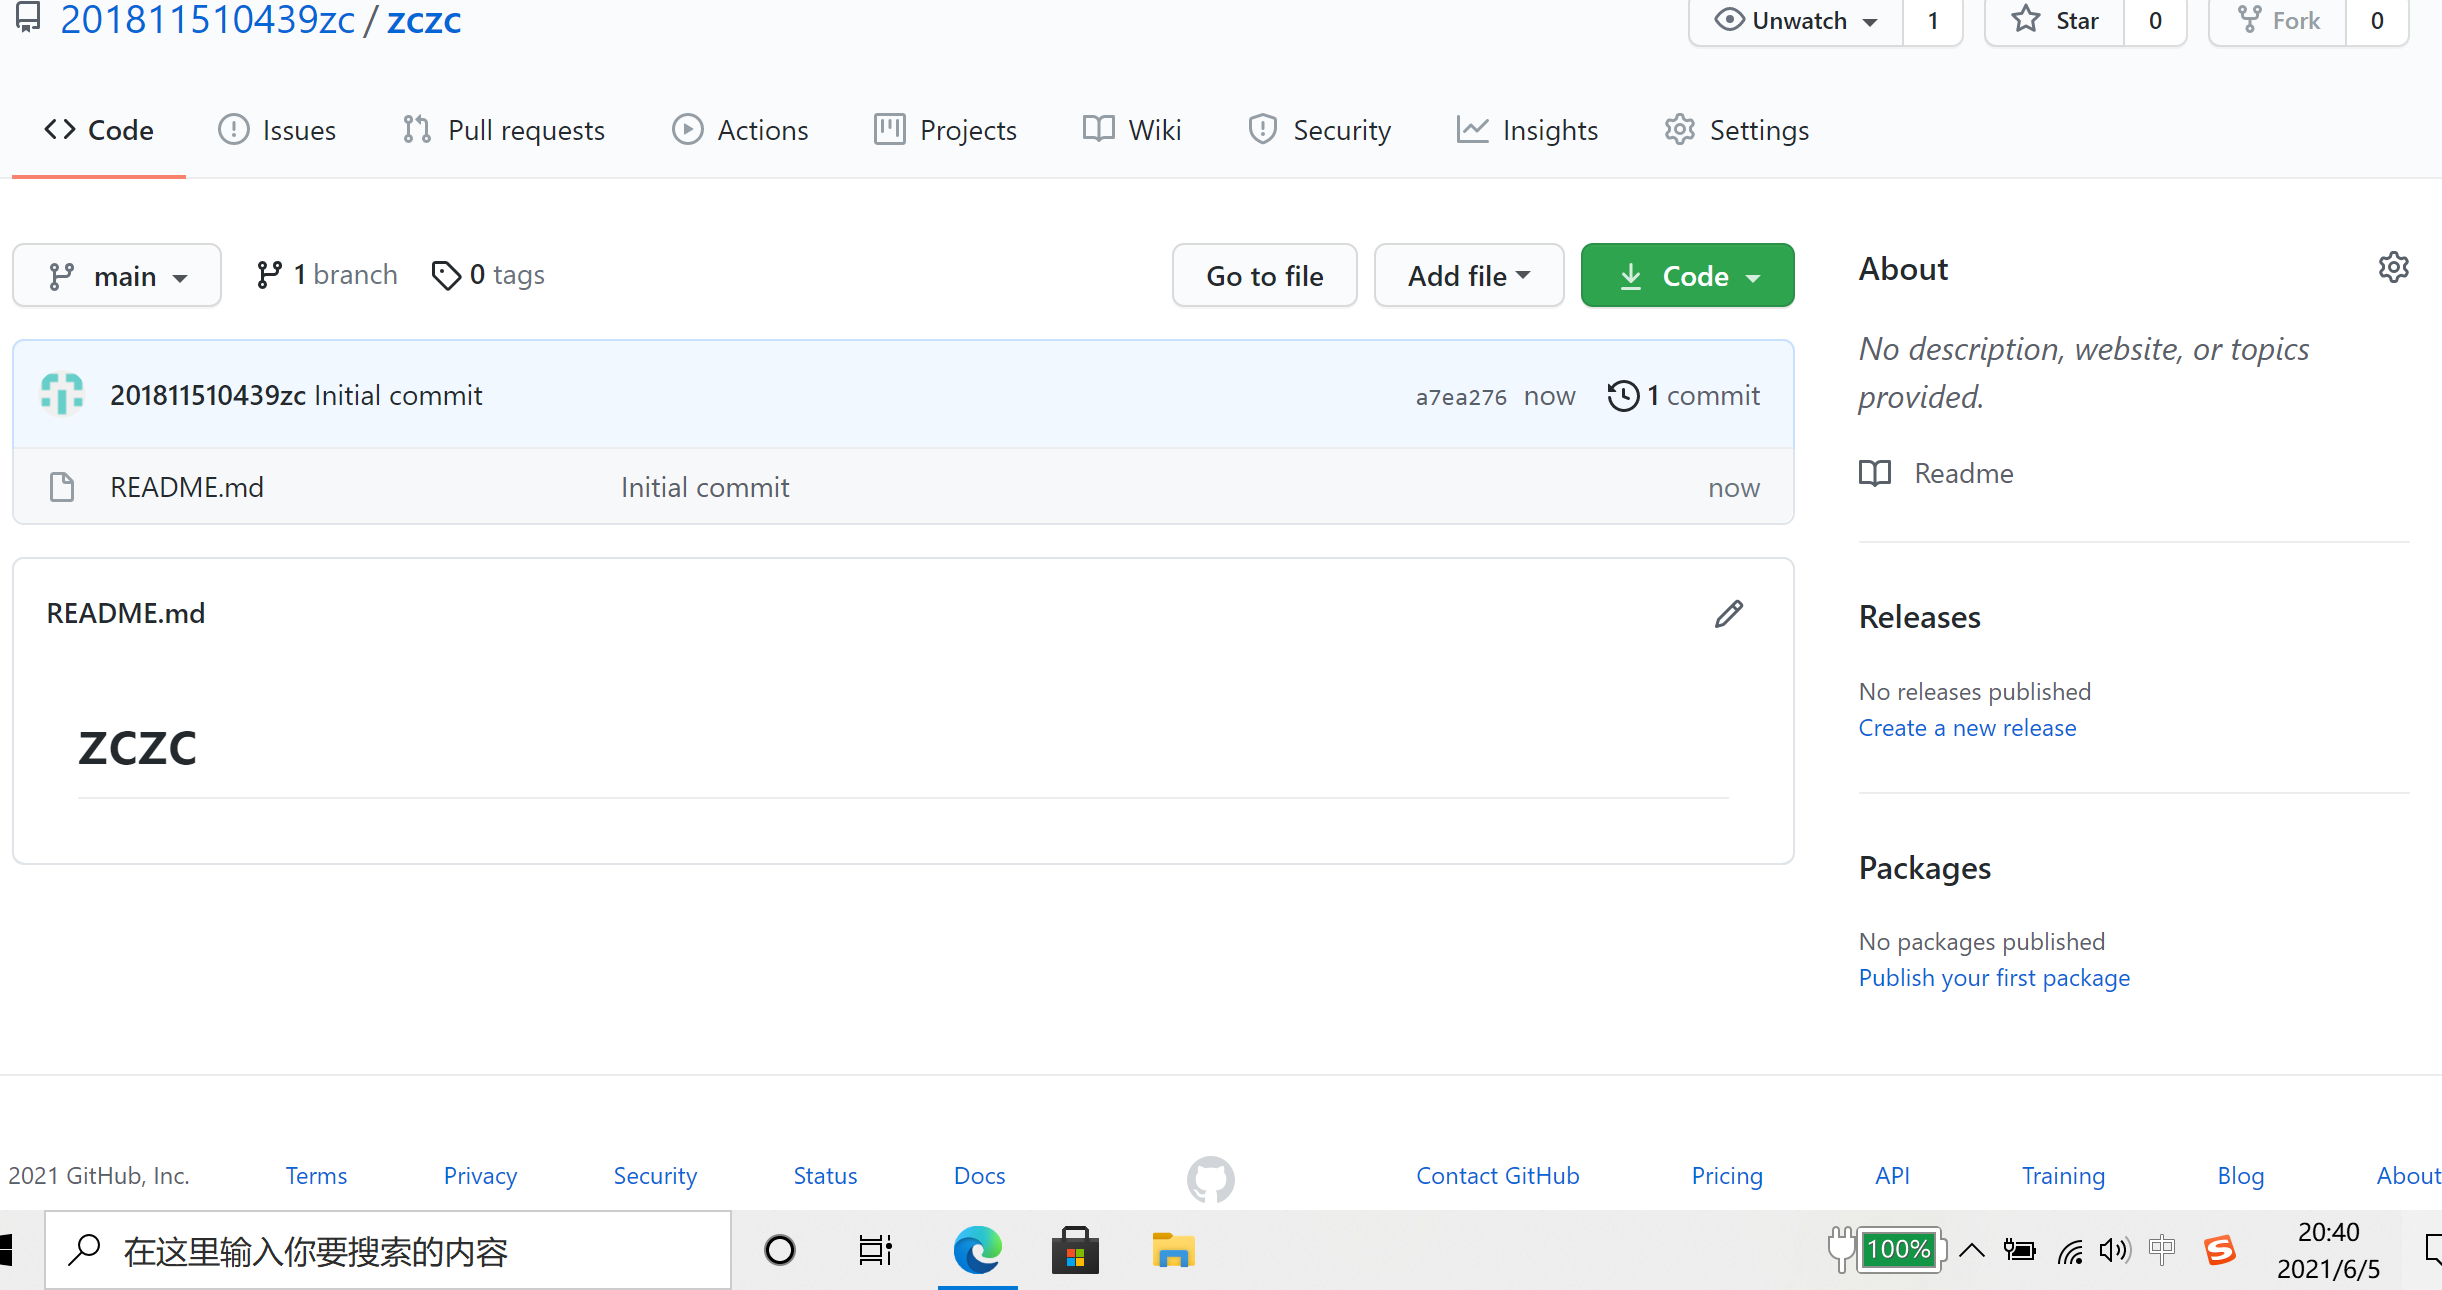 201811510439zc / zczc
Unwatch 1 Star 0 Fork 0
Code Issues Pull requests Actions Projects Wiki Security Insights Settings
main 1 branch 0 tags Go to file Add file Code
201811510439zc Initial commit a7ea276 now 1 commit
README.md Initial commit now
README.md
zczc
About
No description, website, or topics
provided.
Readme
Releases
No releases published
Create a new release
Packages
No packages published
Publish your first package
2021 GitHub, Inc. Terms Privacy Security Status Docs Contact GitHub Pricing API Training Blog About
在这里输入你要搜索的内容
100% 中 20:40
2021/6/5